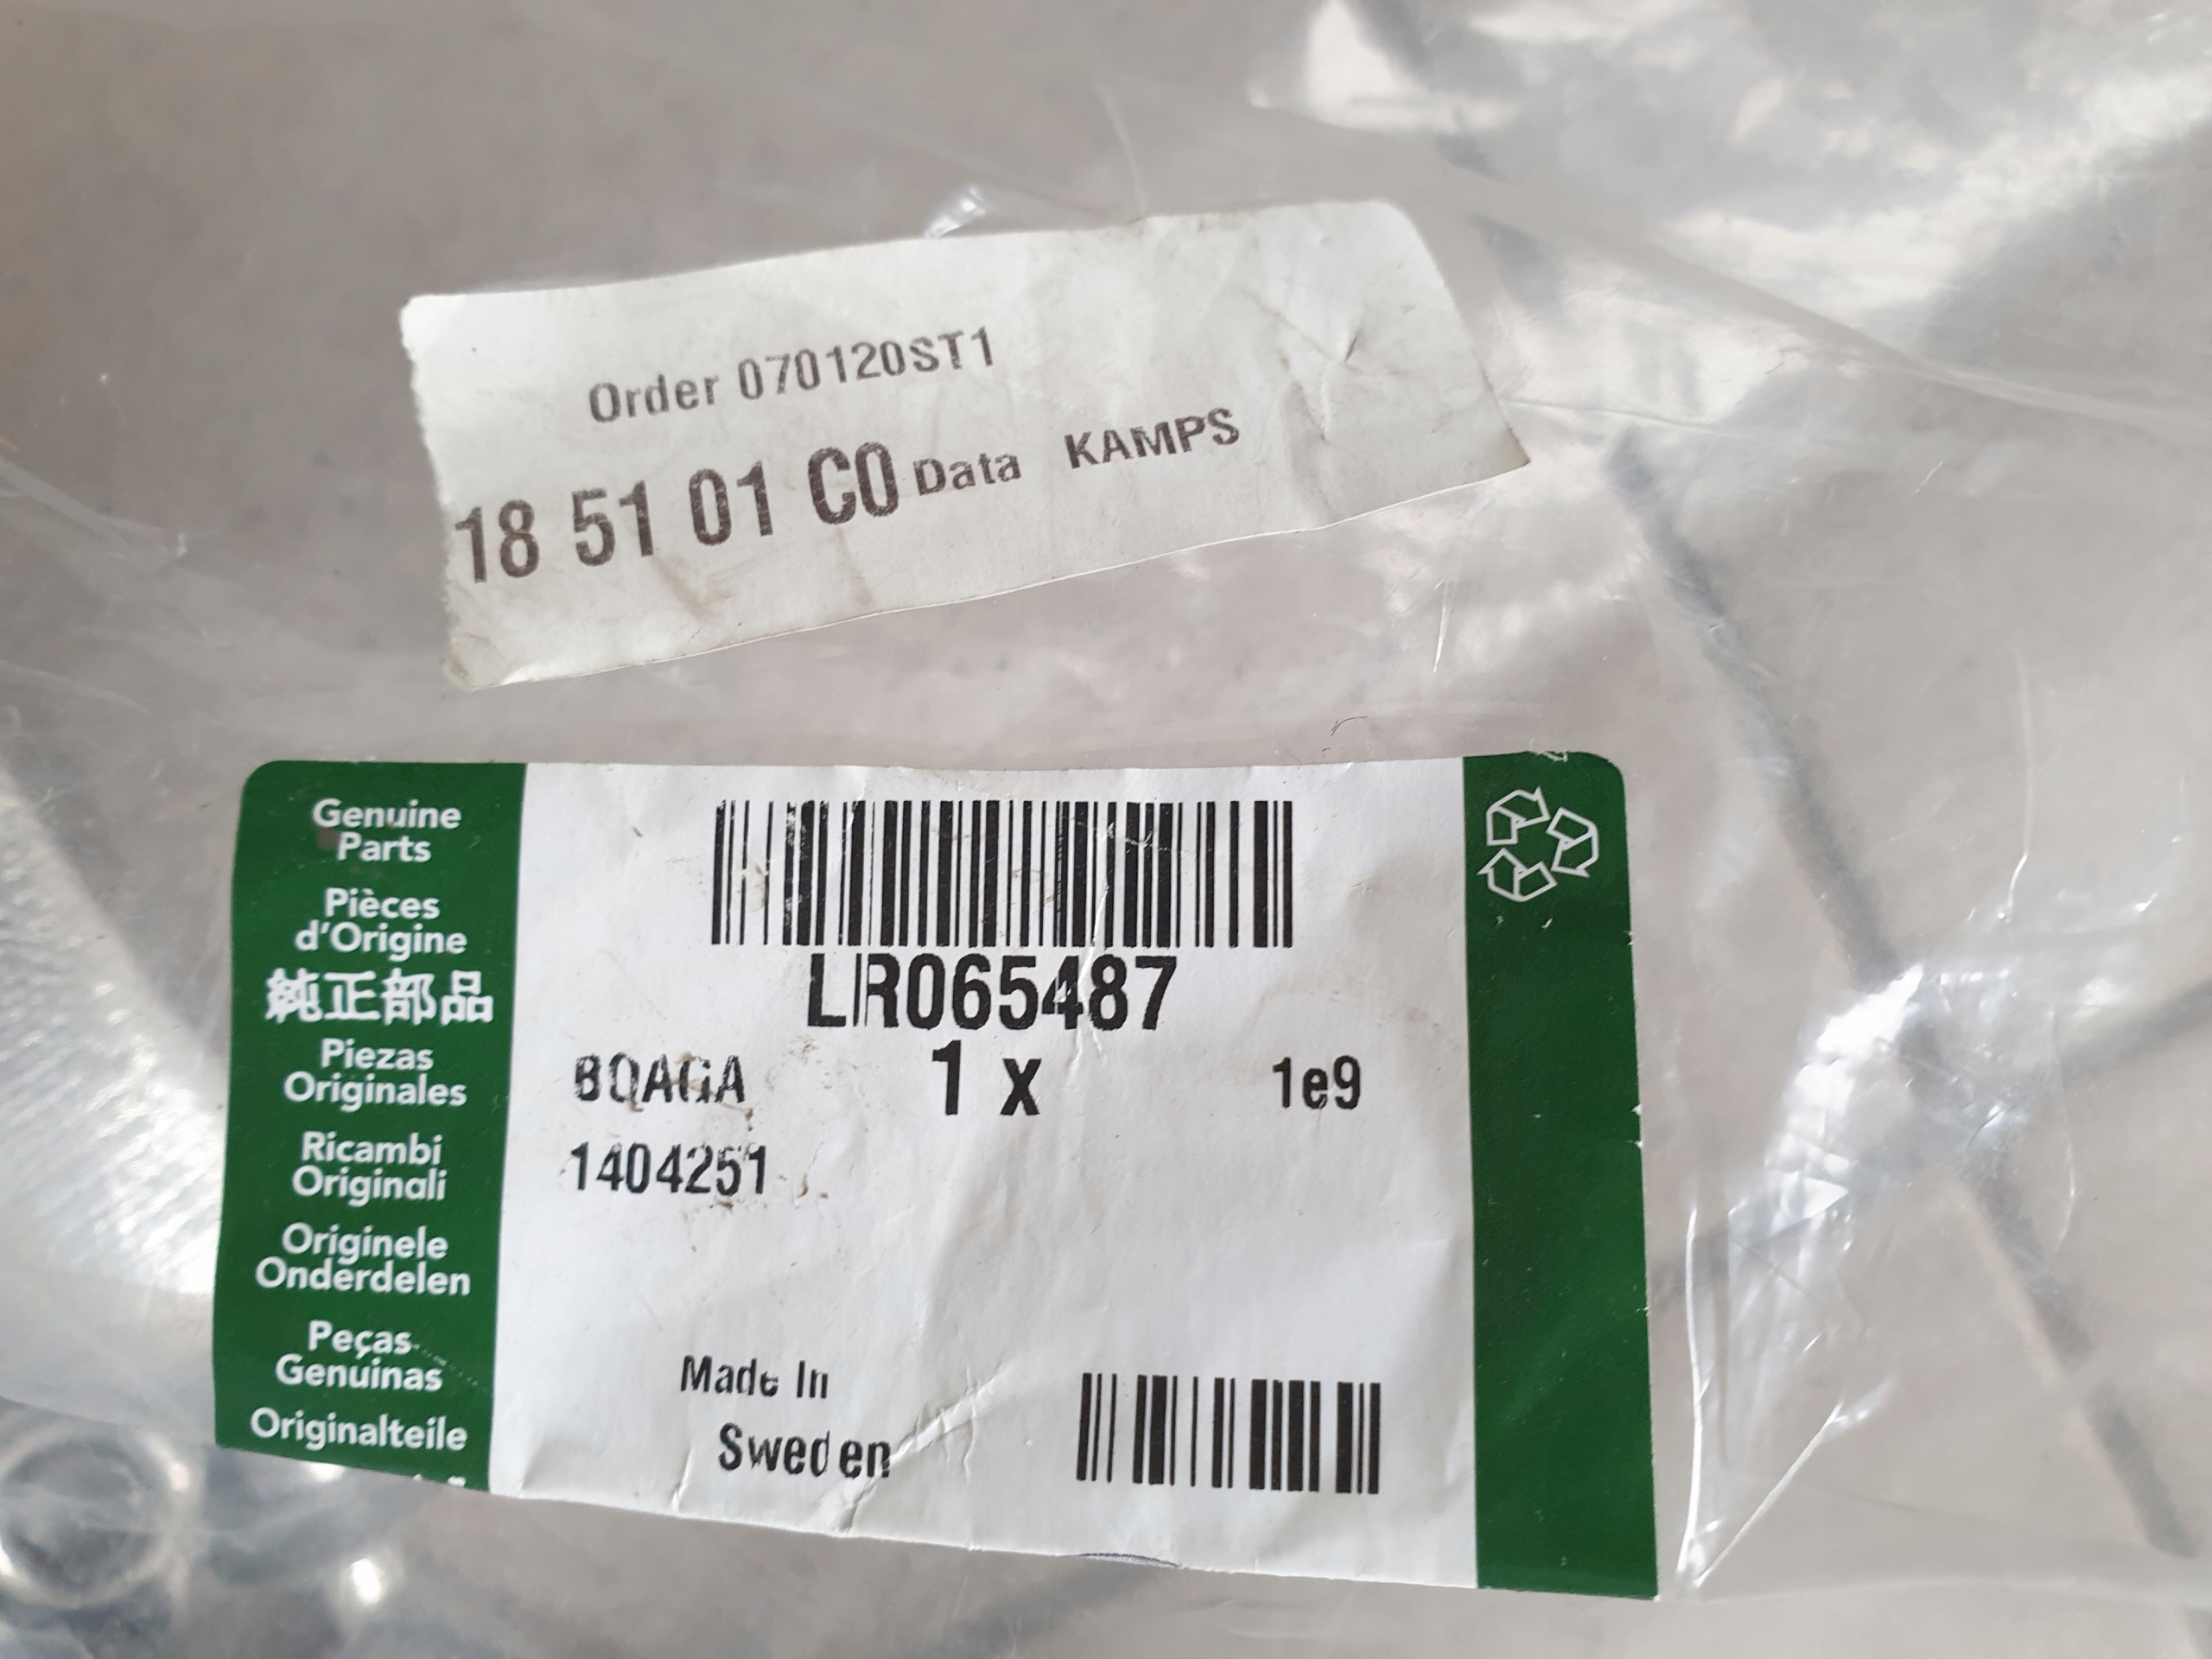 Order 070120ST1
18 51 01 C0 Data KAMPS
Genuine
Parts
Pièces
d'Origine
純正部品
Piezas
Originales
Ricambi
Originali
Originele
Onderdelen
Peças
Genuinas
Originalteile
LR065487
BQAGA 1 x 1e9
1404251
Made In
Sweden